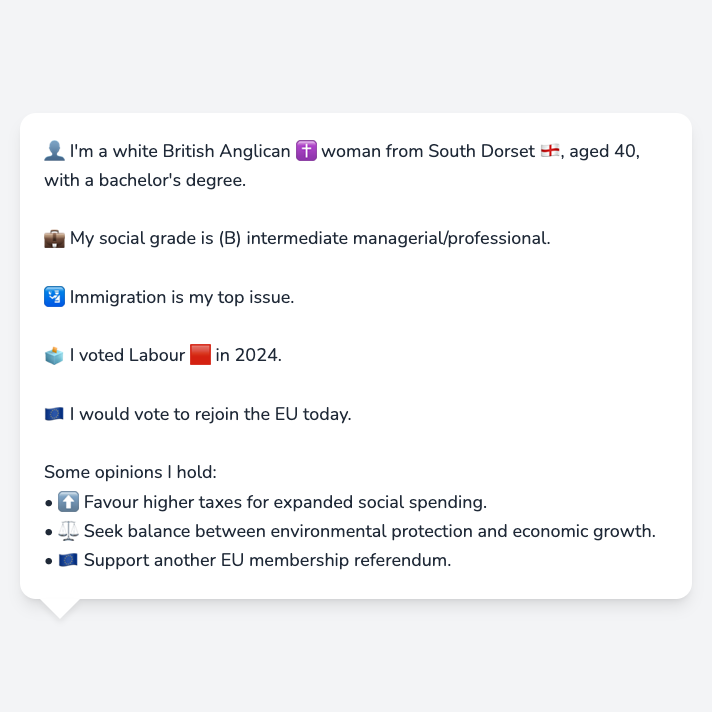 👤 I'm a white British Anglican ✝️ woman from South Dorset 🏴󠁧󠁢󠁥󠁮󠁧󠁿, aged 40,
with a bachelor's degree.
💼 My social grade is (B) intermediate managerial/professional.
🛂 Immigration is my top issue.
🗳️ I voted Labour 🟥 in 2024.
🇪🇺 I would vote to rejoin the EU today.
Some opinions I hold:
• ⬆️ Favour higher taxes for expanded social spending.
• ⚖️ Seek balance between environmental protection and economic growth.
• 🇪🇺 Support another EU membership referendum.